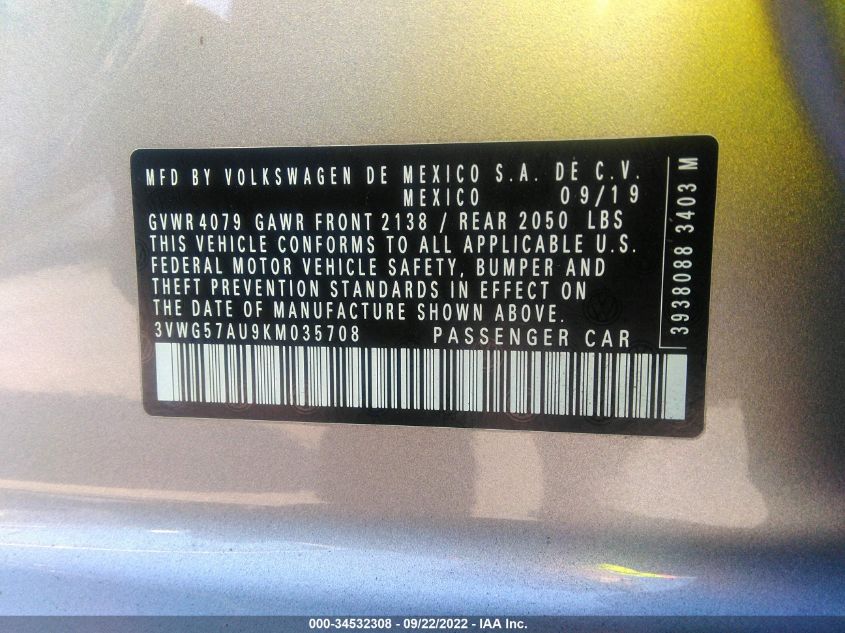 MFD BY VOLKSWAGEN DE MEXICO S.A. DE C.V.
MEXICO 09/19
GVWR 4079 GAWR FRONT 2138 / REAR 2050 LBS
THIS VEHICLE CONFORMS TO ALL APPLICABLE U.S.
FEDERAL MOTOR VEHICLE SAFETY, BUMPER AND
THEFT PREVENTION STANDARDS IN EFFECT ON
THE DATE OF MANUFACTURE SHOWN ABOVE.
3VWG57AU9KM035708 PASSENGER CAR
3938088 3403 M
000-34532308 - 09/22/2022 - IAA Inc.